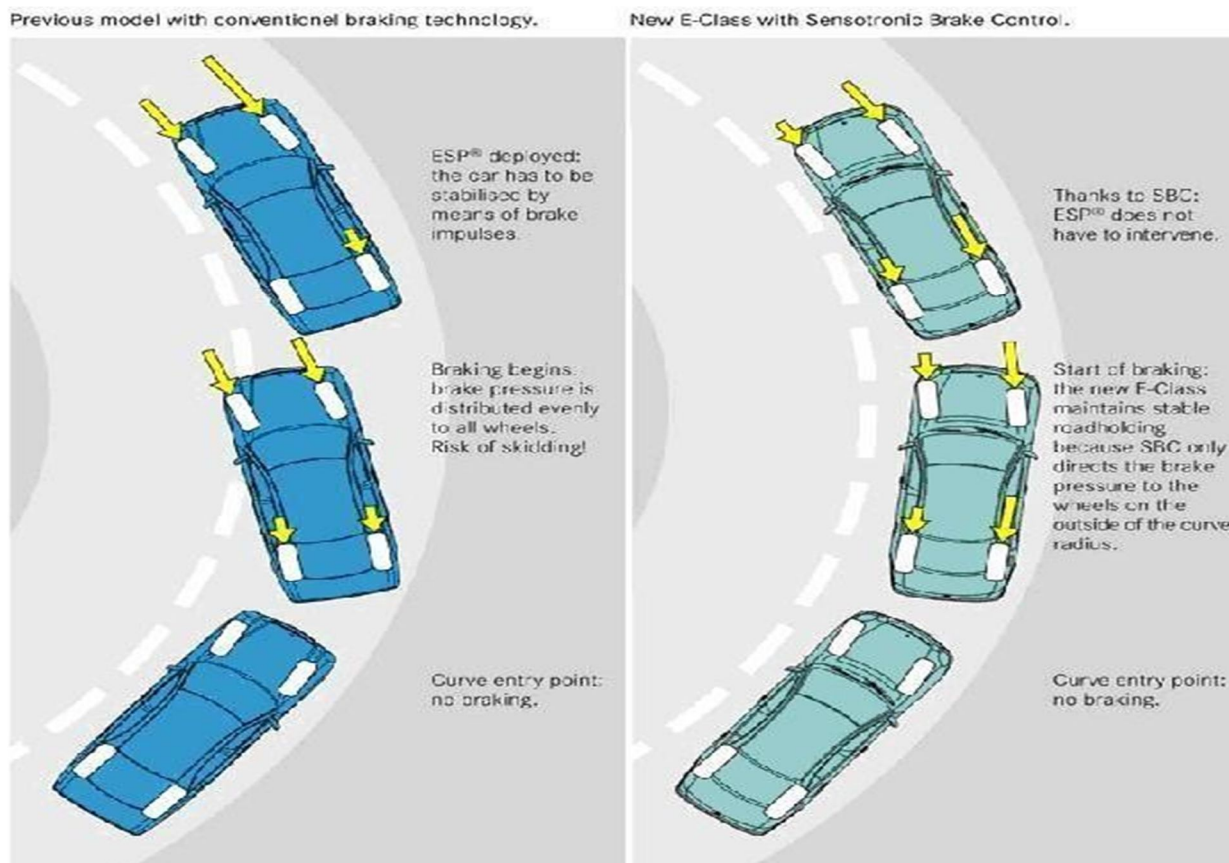 Previous model with conventionel braking technology.
New E-Class with Sensotronic Brake Control.
ESP® deployed:
the car has to be
stabilised by
means of brake
impulses.
Braking begins:
brake pressure is
distributed evenly
to all wheels.
Risk of skidding!
Curve entry point:
no braking.
Thanks to SBC:
ESP® does not
have to intervene.
Start of braking:
the new E-Class
maintains stable
roadholding
because SBC only
directs the brake
pressure to the
wheels on the
outside of the curve
radius.
Curve entry point:
no braking.